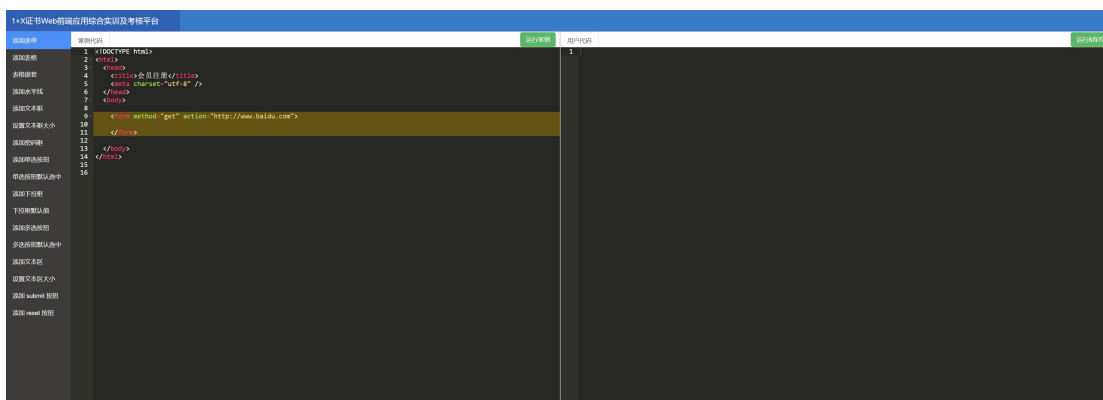 1+X证书Web前端应用综合实训及考核平台
添加表单
添加表格
表格嵌套
添加水平线
添加文本框
设置文本框大小
添加密码框
添加单选按钮
单选按钮默认选中
添加下拉框
下拉框默认值
添加多选按钮
多选按钮默认选中
添加文本区
设置文本区大小
添加 submit 按钮
添加 reset 按钮
案例代码
运行案例
1 <!DOCTYPE html>
2 <html>
3 <head>
4 <title>会员注册</title>
5 <meta charset="utf-8" />
6 </head>
7 <body>
8
9 <form method="get" action="http://www.baidu.com">
10
11 </form>
12
13 </body>
14 </html>
15
16
用户代码
运行&保存
1